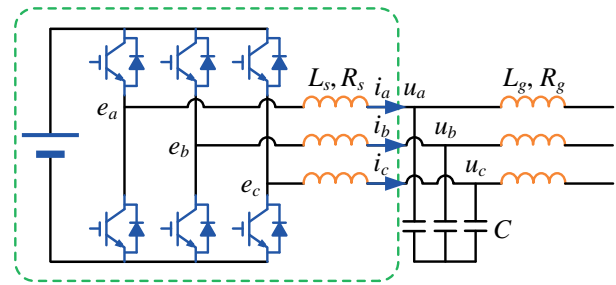 L_s, R_s
i_a
u_a
L_g, R_g
e_a
i_b
u_b
e_b
i_c
u_c
e_c
C